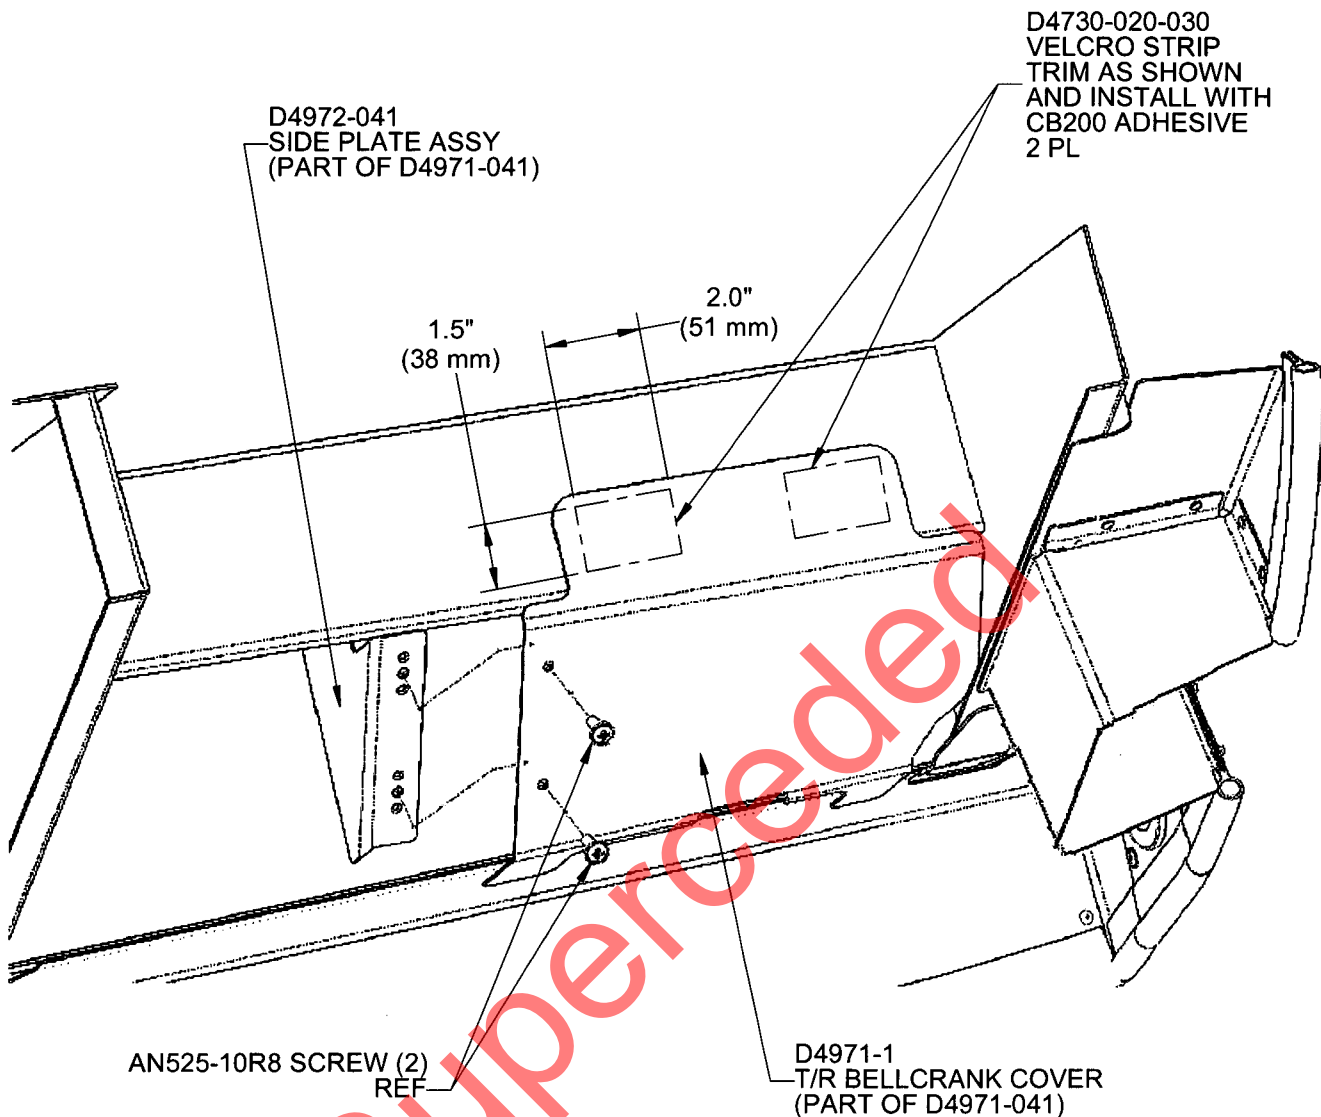 D4730-020-030
VELCRO STRIP
TRIM AS SHOWN
AND INSTALL WITH
CB200 ADHESIVE
2 PL
D4972-041
SIDE PLATE ASSY
(PART OF D4971-041)
2.0"
(51 mm)
1.5"
(38 mm)
uperceded
AN525-10R8 SCREW (2)
REF
D4971-1
T/R BELLCRANK COVER
(PART OF D4971-041)